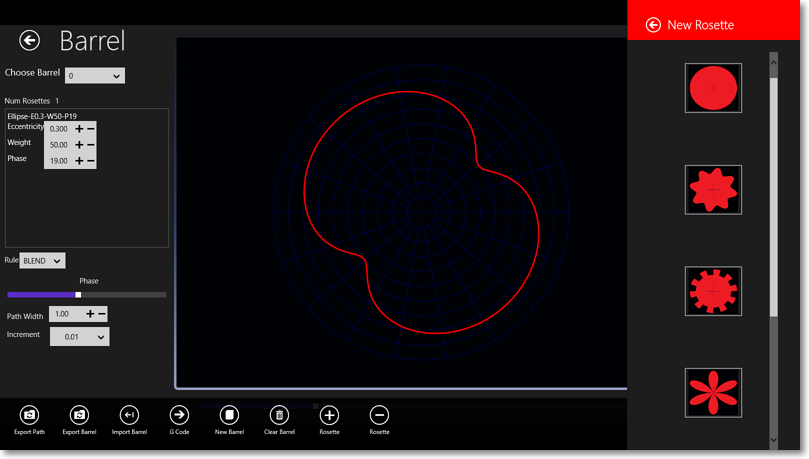 Barrel
Choose Barrel 0
Num Rosettes 1
Ellipse-E0.3-W50-P19
Eccentricity 0.300 + −
Weight 50.00 + −
Phase 19.00 + −
Rule BLEND
Phase
Path Width 1.00 + −
Increment 0.01
Export Path Export Barrel Import Barrel G Code New Barrel Clear Barrel Rosette Rosette
New Rosette